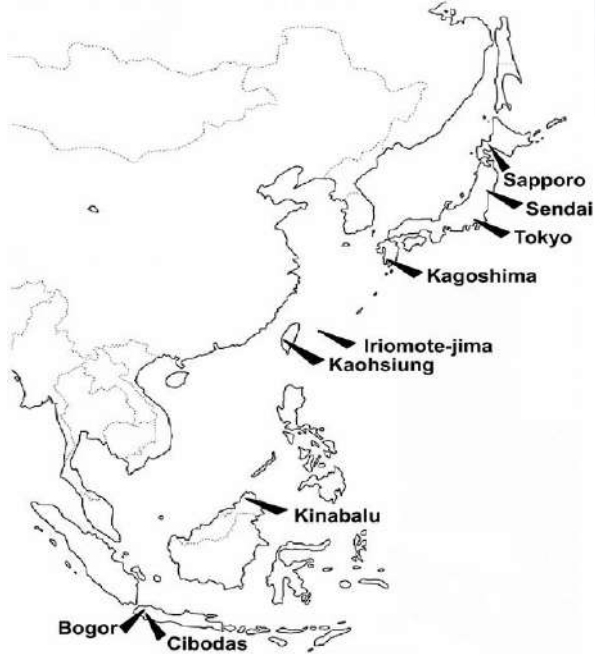 Sapporo
Sendai
Tokyo
Kagoshima
Iriomote-jima
Kaohsiung
Kinabalu
Bogor
Cibodas